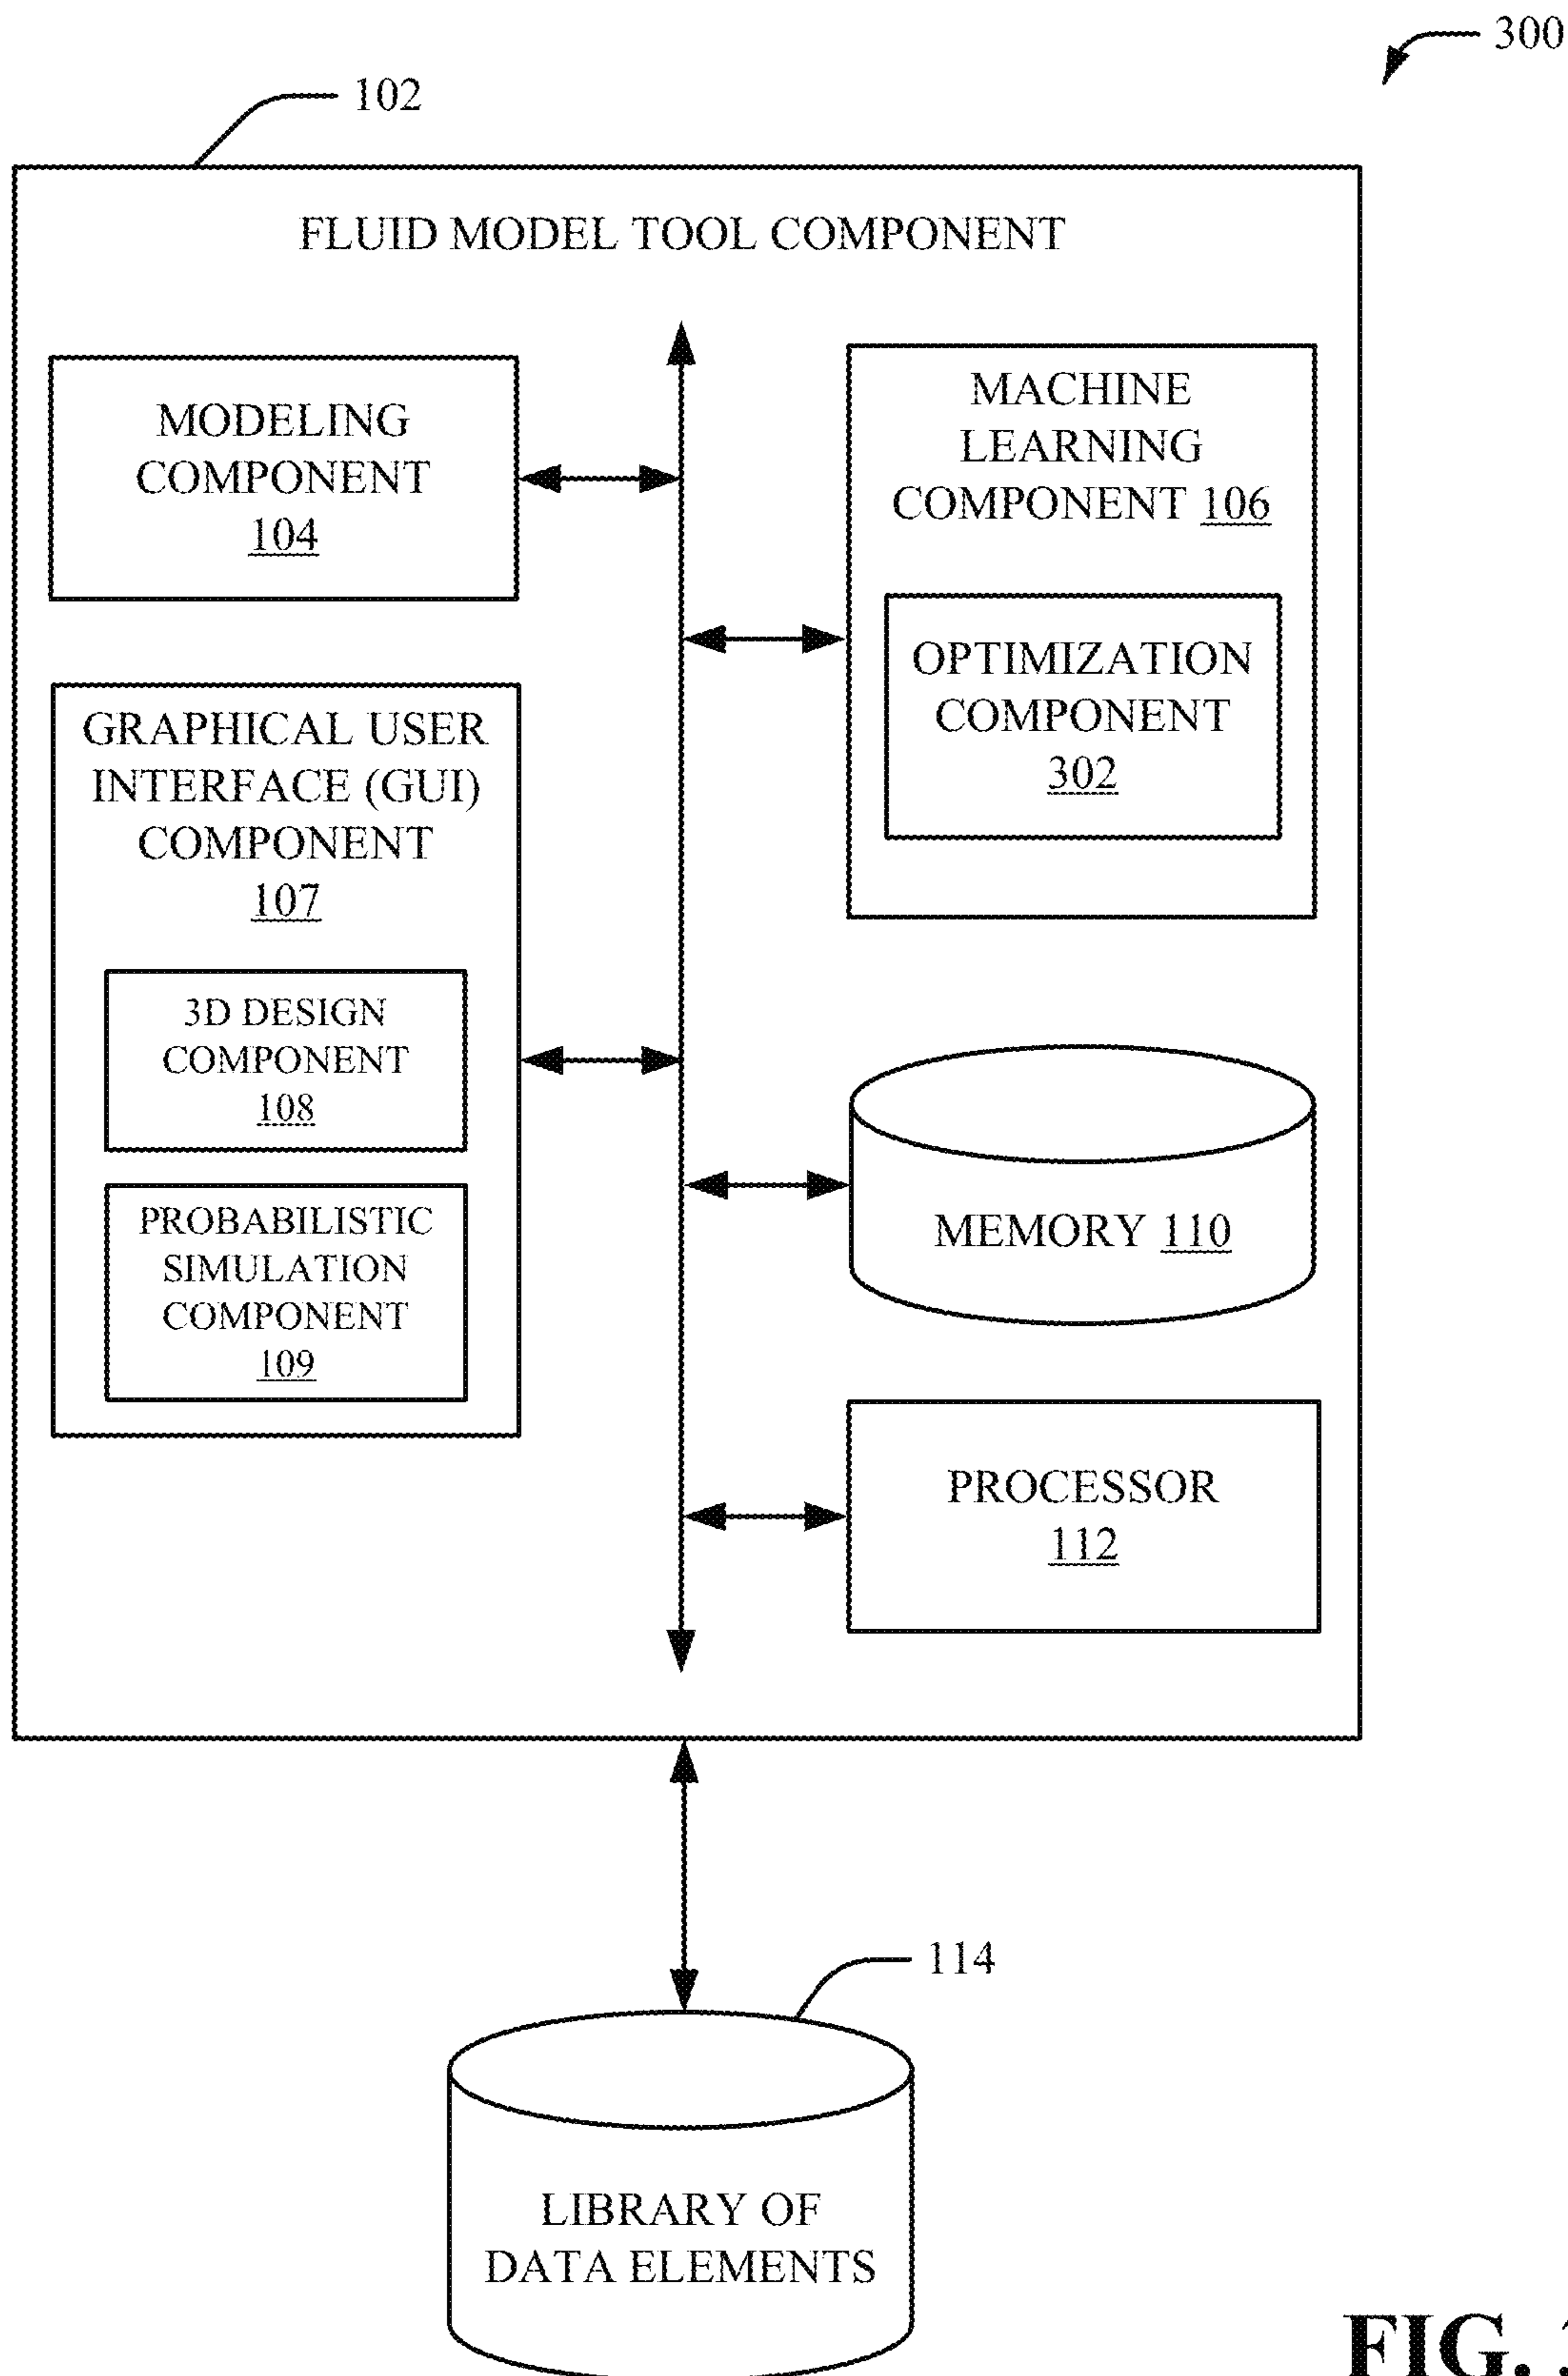 300
102
FLUID MODEL TOOL COMPONENT
MODELING
COMPONENT
104
MACHINE
LEARNING
COMPONENT 106
OPTIMIZATION
COMPONENT
302
GRAPHICAL USER
INTERFACE (GUI)
COMPONENT
107
3D DESIGN
COMPONENT
108
PROBABILISTIC
SIMULATION
COMPONENT
109
MEMORY 110
PROCESSOR
112
114
LIBRARY OF
DATA ELEMENTS
FIG.